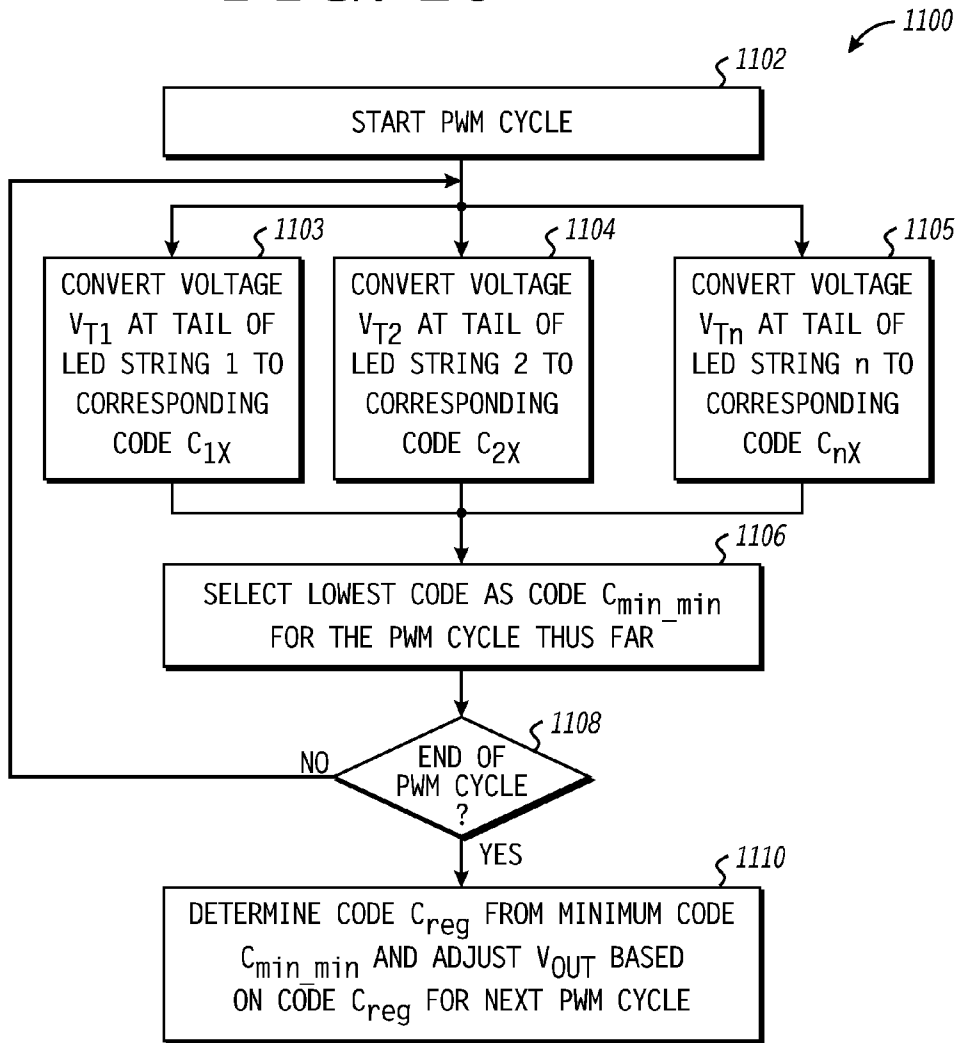 1100
1102
START PWM CYCLE
1103
CONVERT VOLTAGE
VT1 AT TAIL OF
LED STRING 1 TO
CORRESPONDING
CODE C1X
1104
CONVERT VOLTAGE
VT2 AT TAIL OF
LED STRING 2 TO
CORRESPONDING
CODE C2X
1105
CONVERT VOLTAGE
VTn AT TAIL OF
LED STRING n TO
CORRESPONDING
CODE CnX
1106
SELECT LOWEST CODE AS CODE Cmin_min
FOR THE PWM CYCLE THUS FAR
1108
END OF
PWM CYCLE
?
NO
YES
1110
DETERMINE CODE Creg FROM MINIMUM CODE
Cmin_min AND ADJUST VOUT BASED
ON CODE Creg FOR NEXT PWM CYCLE